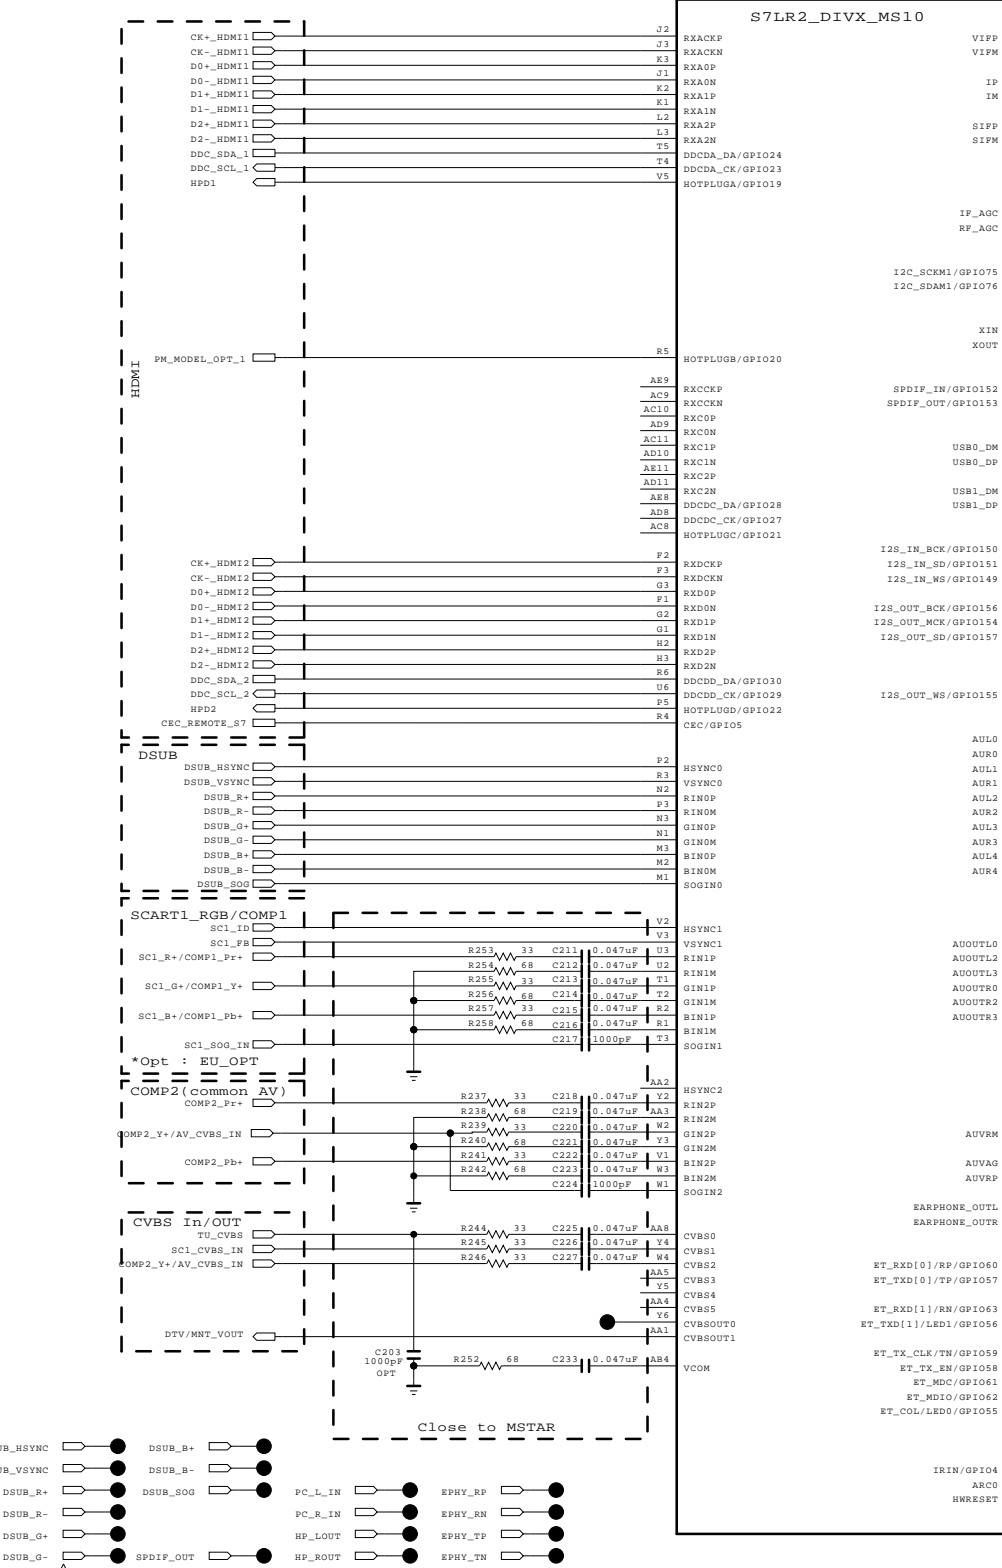 S7LR2_DIVX_MS10
CK+_HDMI1 J2 RXACKP VIFP
CK-_HDMI1 J3 RXACKN VIFM
D0+_HDMI1 K3 RXA0P
D0-_HDMI1 J1 RXA0N IP
D1+_HDMI1 K2 RXA1P IM
D1-_HDMI1 K1 RXA1N
D2+_HDMI1 L2 RXA2P SIFP
D2-_HDMI1 L3 RXA2N SIFM
DDC_SDA_1 T5 DDCDA_DA/GPIO24
DDC_SCL_1 T4 DDCDA_CK/GPIO23
HPD1 V5 HOTPLUGA/GPIO19
IF_AGC
RF_AGC
I2C_SCKM1/GPIO75
I2C_SDAM1/GPIO76
XIN
XOUT
HDMI
PM_MODEL_OPT_1 R5 HOTPLUGB/GPIO20
AE9 RXCCKP SPDIF_IN/GPIO152
AC9 RXCCKN SPDIF_OUT/GPIO153
AC10 RXC0P
AD9 RXC0N
AC11 RXC1P USB0_DM
AD10 RXC1N USB0_DP
AE11 RXC2P
AD11 RXC2N USB1_DM
AE8 DDCDC_DA/GPIO28 USB1_DP
AD8 DDCDC_CK/GPIO27
AC8 HOTPLUGC/GPIO21
I2S_IN_BCK/GPIO150
CK+_HDMI2 F2 RXDCKP I2S_IN_SD/GPIO151
CK-_HDMI2 F3 RXDCKN I2S_IN_WS/GPIO149
D0+_HDMI2 G3 RXD0P
D0-_HDMI2 F1 RXD0N I2S_OUT_BCK/GPIO156
D1+_HDMI2 G2 RXD1P I2S_OUT_MCK/GPIO154
D1-_HDMI2 G1 RXD1N I2S_OUT_SD/GPIO157
D2+_HDMI2 H2 RXD2P
D2-_HDMI2 H3 RXD2N
DDC_SDA_2 R6 DDCDD_DA/GPIO30
DDC_SCL_2 U6 DDCDD_CK/GPIO29 I2S_OUT_WS/GPIO155
HPD2 P5 HOTPLUGD/GPIO22
CEC_REMOTE_S7 R4 CEC/GPIO5
AUL0
DSUB
AUR0
DSUB_HSYNC P2 HSYNC0 AUL1
DSUB_VSYNC R3 VSYNC0 AUR1
DSUB_R+ N2 RIN0P AUL2
DSUB_R- P3 RIN0M AUR2
DSUB_G+ N3 GIN0P AUL3
DSUB_G- N1 GIN0M AUR3
DSUB_B+ M3 BIN0P AUL4
DSUB_B- M2 BIN0M AUR4
DSUB_SOG M1 SOGIN0
SCART1_RGB/COMP1
SC1_ID V2 HSYNC1
SC1_FB V3 VSYNC1 AUOUTL0
SC1_R+/COMP1_Pr+ R253 33 C211 0.047uF U3 RIN1P AUOUTL2
R254 68 C212 0.047uF U2 RIN1M AUOUTL3
SC1_G+/COMP1_Y+ R255 33 C213 0.047uF T1 GIN1P AUOUTR0
R256 68 C214 0.047uF T2 GIN1M AUOUTR2
SC1_B+/COMP1_Pb+ R257 33 C215 0.047uF R2 BIN1P AUOUTR3
R258 68 C216 0.047uF R1 BIN1M
SC1_SOG_IN C217 1000pF T3 SOGIN1
*Opt : EU_OPT
COMP2(common AV)
AA2 HSYNC2
COMP2_Pr+ R237 33 C218 0.047uF Y2 RIN2P
R238 68 C219 0.047uF AA3 RIN2M
COMP2_Y+/AV_CVBS_IN R239 33 C220 0.047uF W2 GIN2P AUVRM
R240 68 C221 0.047uF Y3 GIN2M
COMP2_Pb+ R241 33 C222 0.047uF V1 BIN2P AUVAG
R242 68 C223 0.047uF W3 BIN2M AUVRP
C224 1000pF W1 SOGIN2
EARPHONE_OUTL
EARPHONE_OUTR
CVBS In/OUT
TU_CVBS R244 33 C225 0.047uF AA8 CVBS0
SC1_CVBS_IN R245 33 C226 0.047uF Y4 CVBS1
COMP2_Y+/AV_CVBS_IN R246 33 C227 0.047uF W4 CVBS2 ET_RXD[0]/RP/GPIO60
AA5 CVBS3 ET_TXD[0]/TP/GPIO57
Y5 CVBS4
AA4 CVBS5 ET_RXD[1]/RN/GPIO63
Y6 CVBSOUT0 ET_TXD[1]/LED1/GPIO56
DTV/MNT_VOUT AA1 CVBSOUT1
ET_TX_CLK/TN/GPIO59
C203
1000pF
OPT
R252 68 C233 0.047uF AB4 VCOM ET_TX_EN/GPIO58
ET_MDC/GPIO61
ET_MDIO/GPIO62
ET_COL/LED0/GPIO55
Close to MSTAR
IRIN/GPIO4
ARC0
HWRESET
UB_HSYNC DSUB_B+
UB_VSYNC DSUB_B-
DSUB_R+ DSUB_SOG PC_L_IN EPHY_RP
DSUB_R- PC_R_IN EPHY_RN
DSUB_G+ HP_LOUT EPHY_TP
DSUB_G- SPDIF_OUT HP_ROUT EPHY_TN